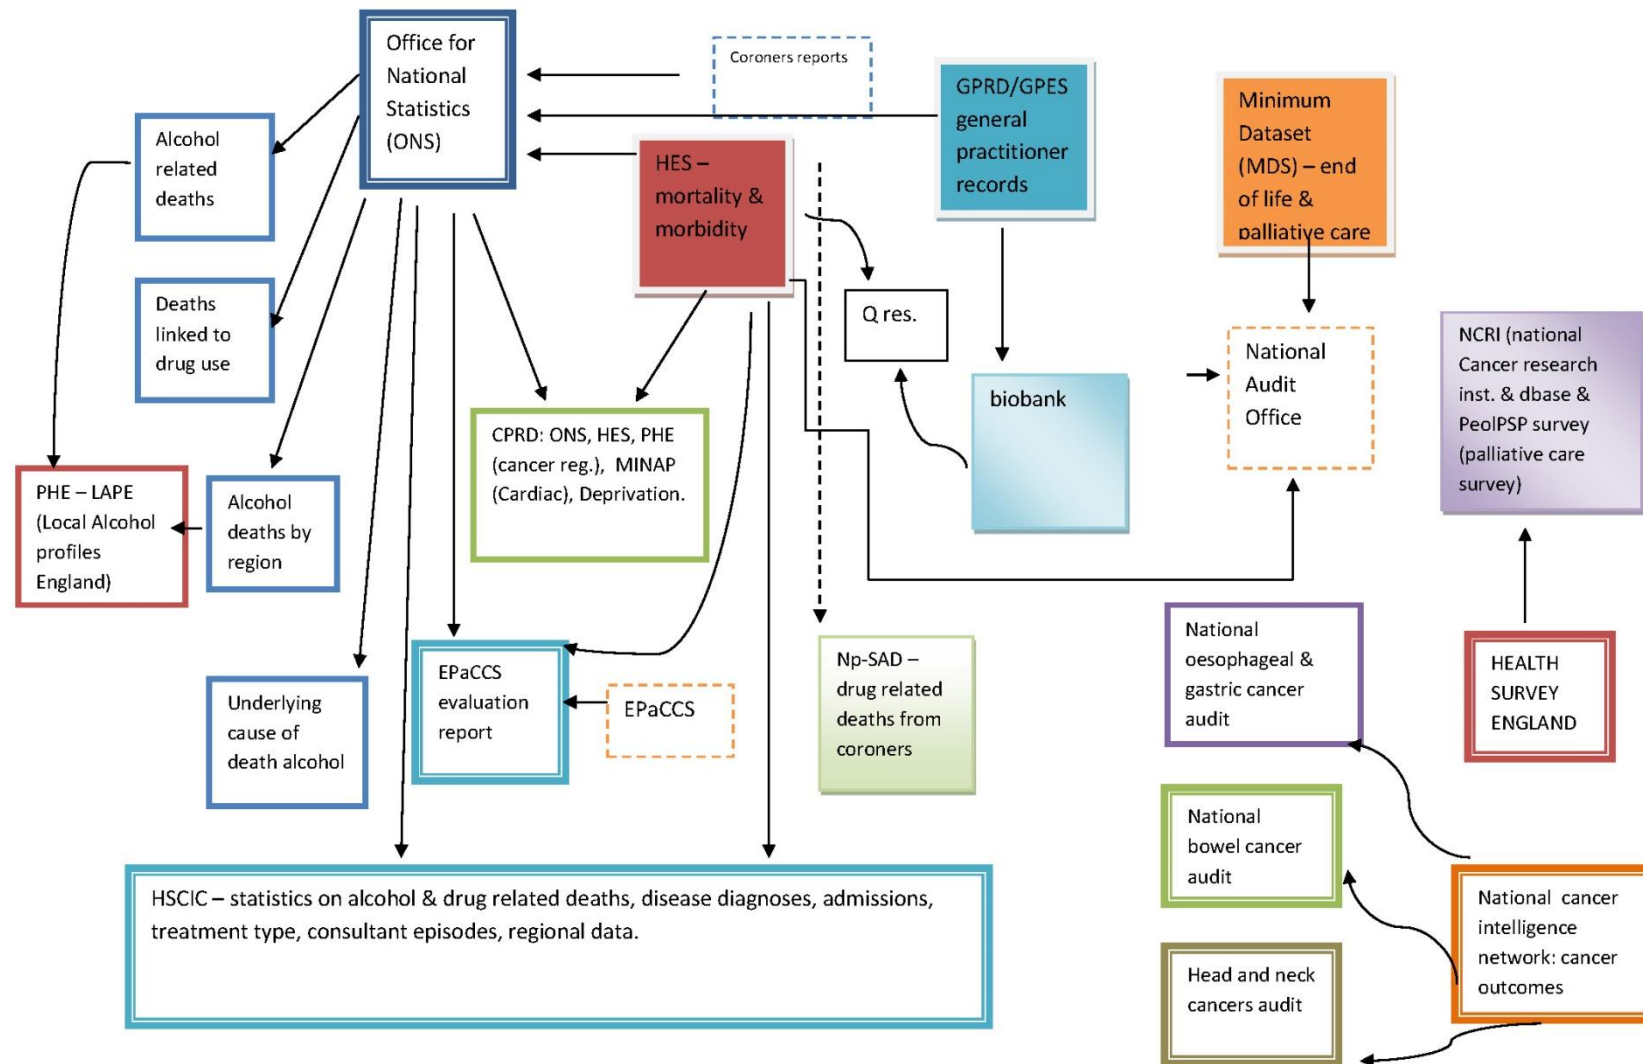 Office for
National
Statistics
(ONS)
Coroners reports
GPRD/GPES
general
practitioner
records
Minimum
Dataset
(MDS) – end
of life &
palliative care
Alcohol
related
deaths
HES –
mortality &
morbidity
Deaths
linked to
drug use
Q res.
National
Audit
Office
NCRI (national
Cancer research
inst. & dbase &
PeolPSP survey
(palliative care
survey)
biobank
CPRD: ONS, HES, PHE
(cancer reg.), MINAP
(Cardiac), Deprivation.
PHE – LAPE
(Local Alcohol
profiles
England)
Alcohol
deaths by
region
National
oesophageal &
gastric cancer
audit
HEALTH
SURVEY
ENGLAND
Underlying
cause of
death alcohol
EPaCCS
evaluation
report
EPaCCS
Np-SAD –
drug related
deaths from
coroners
National
bowel cancer
audit
HSCIC – statistics on alcohol & drug related deaths, disease diagnoses, admissions,
treatment type, consultant episodes, regional data.
National cancer
intelligence
network: cancer
outcomes
Head and neck
cancers audit